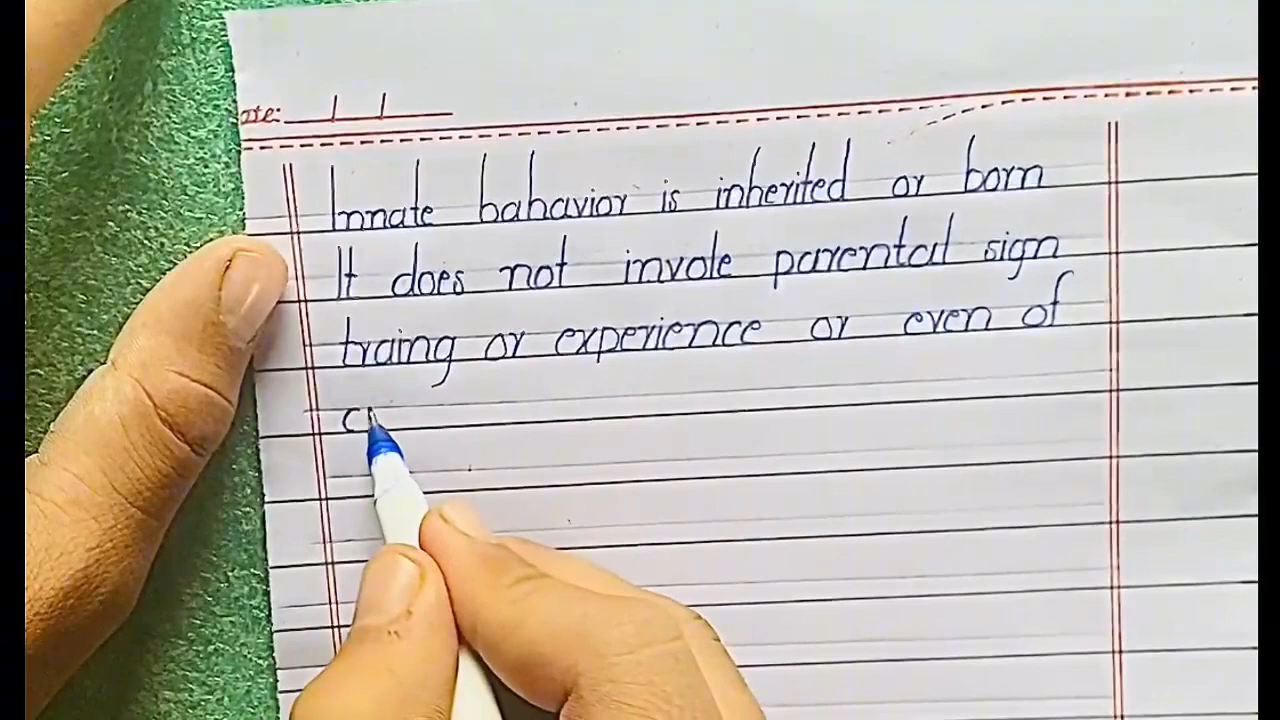 ate:
Innate bahavior is inherited or born
It does not invole parental sign
traing or experience or even of